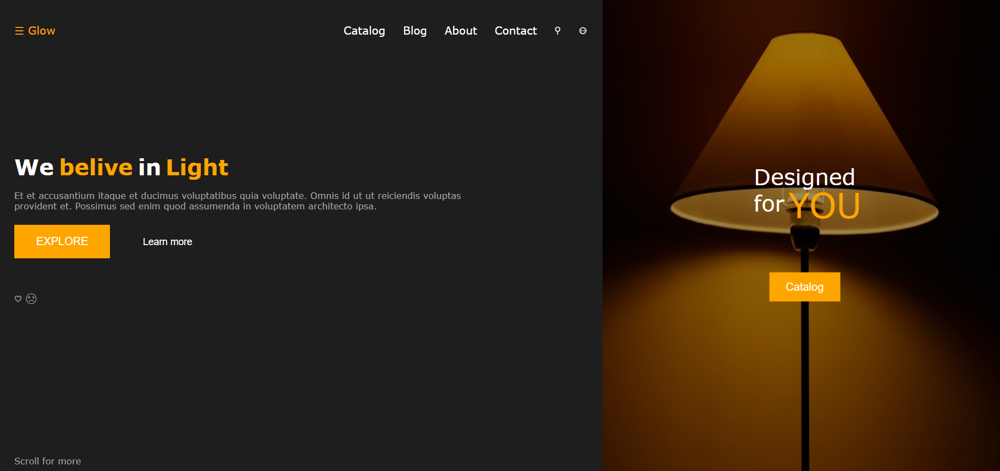 ☰ Glow
Catalog Blog About Contact
We belive in Light
Et et accusantium itaque et ducimus voluptatibus quia voluptate. Omnis id ut ut reiciendis voluptas
provident et. Possimus sed enim quod assumenda in voluptatem architecto ipsa.
EXPLORE Learn more
Scroll for more
Designed
for YOU
Catalog